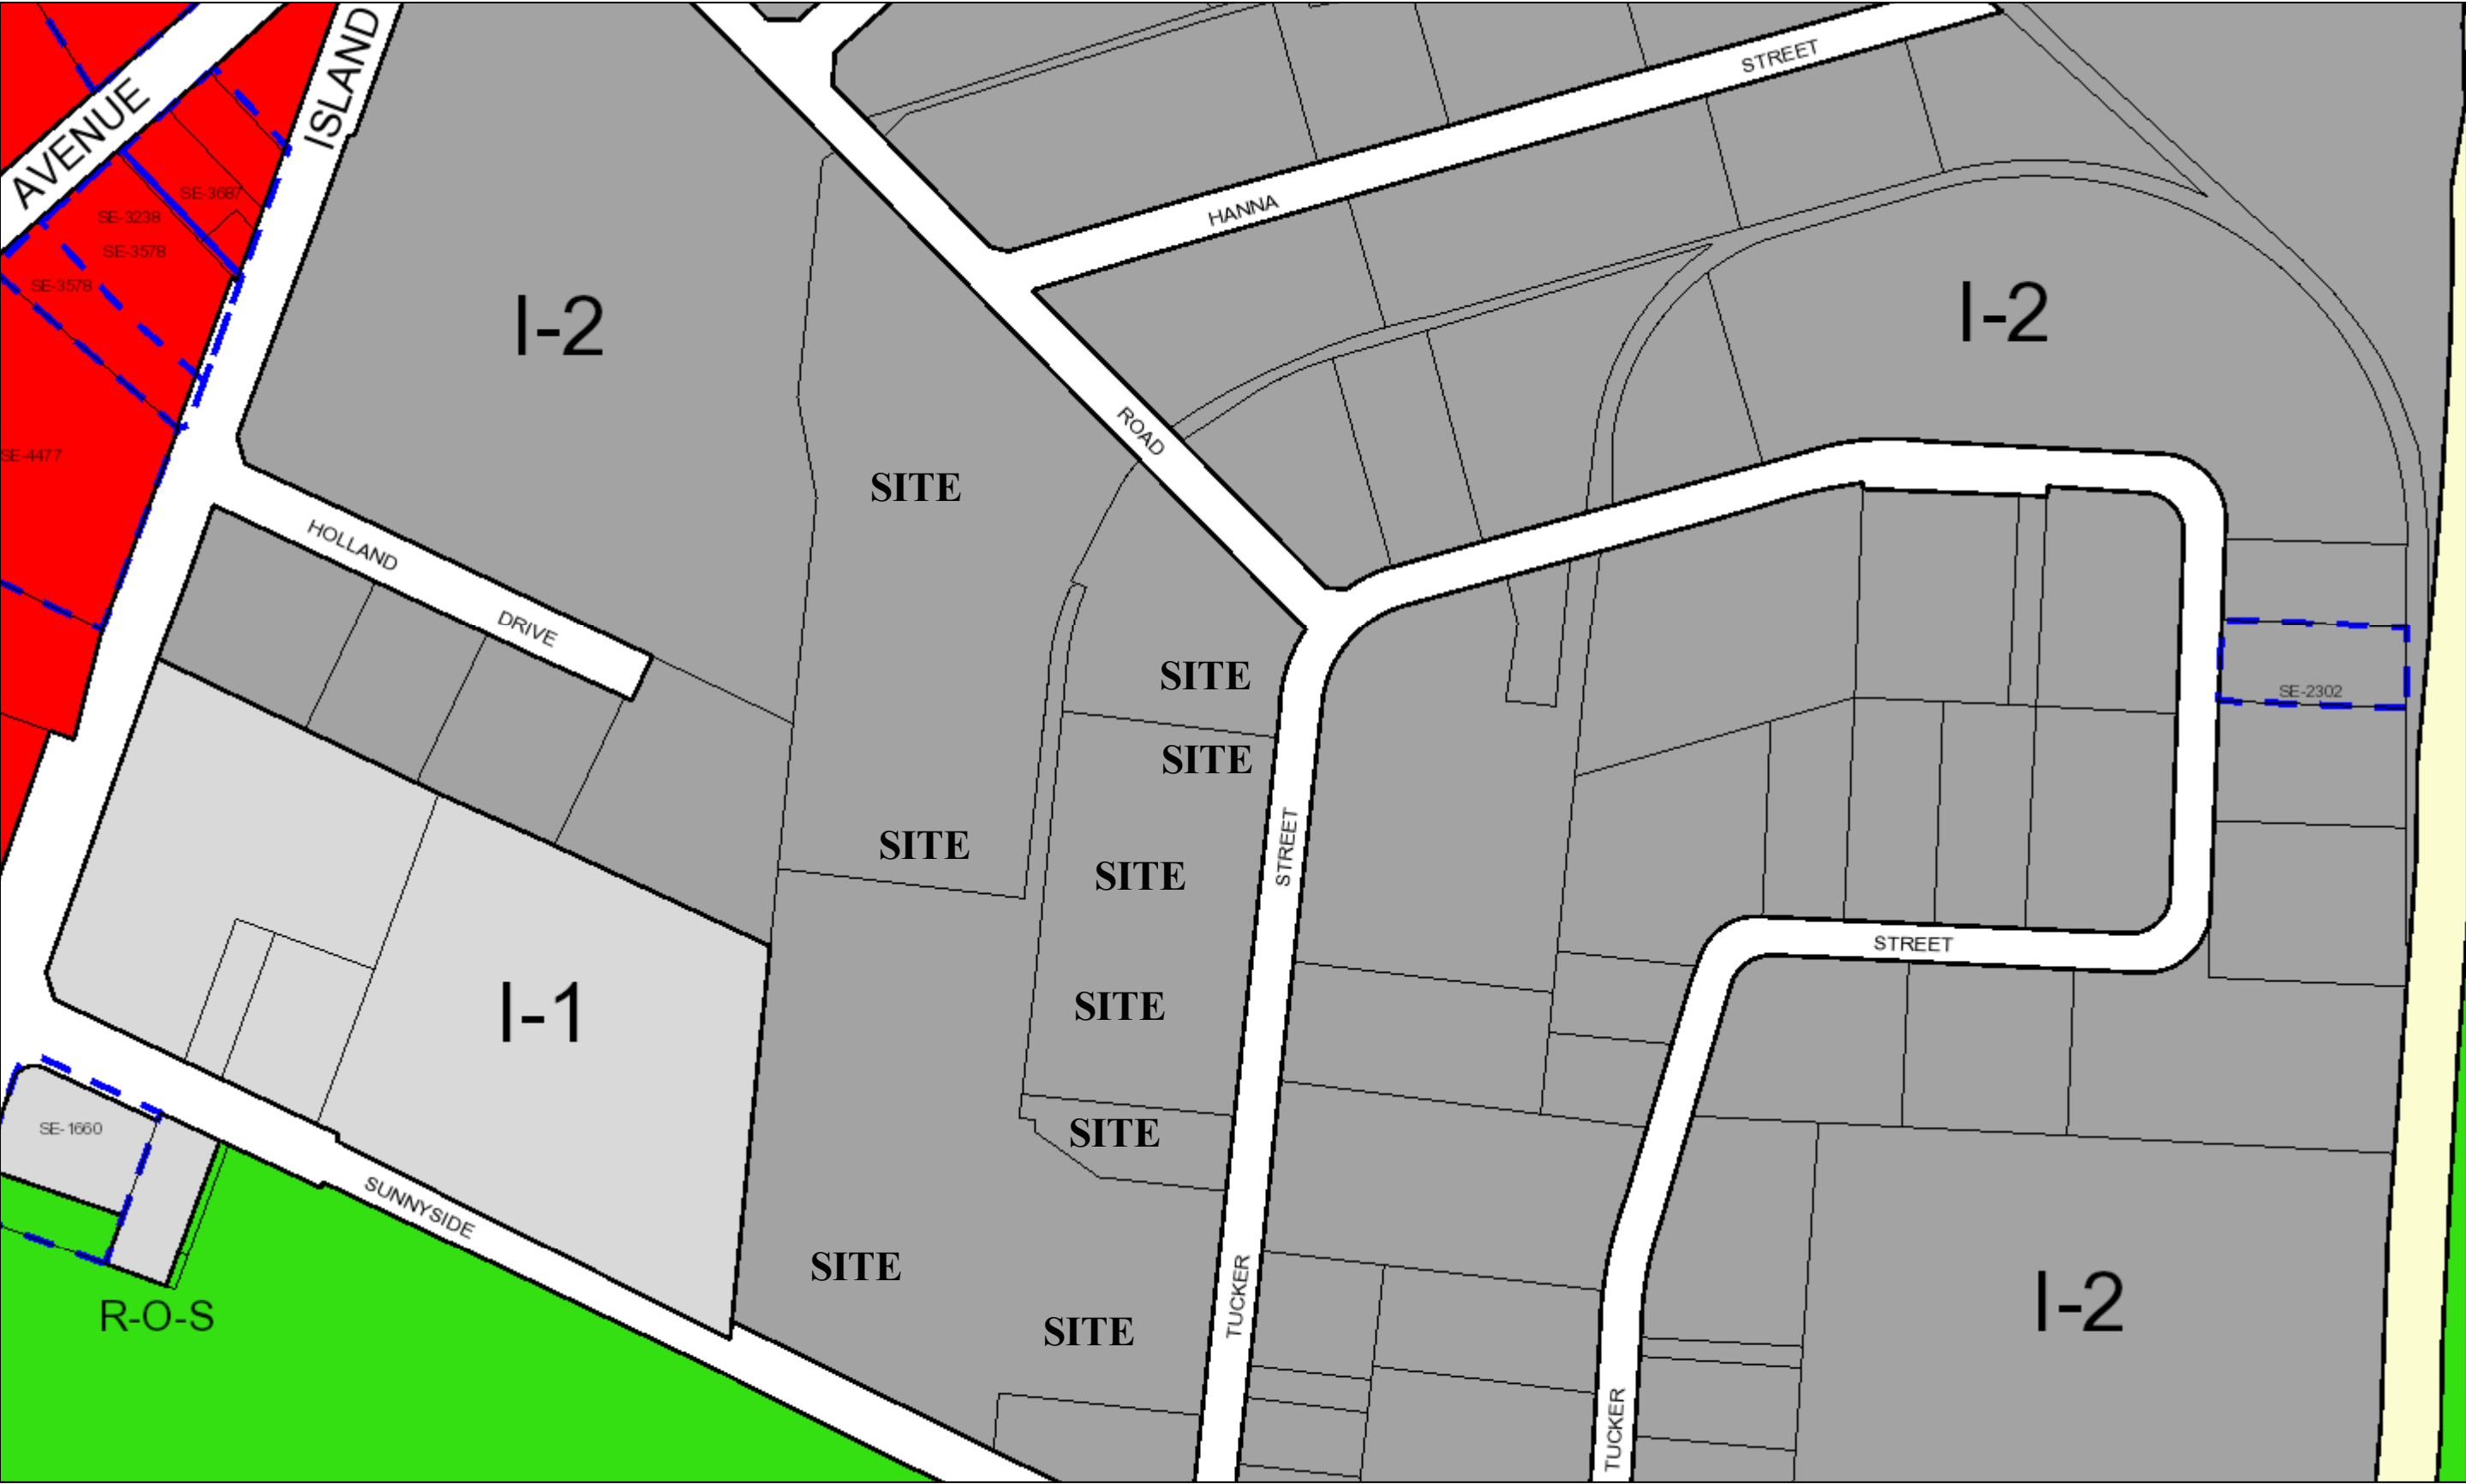 AVENUE
ISLAND
STREET
HANNA
SE-3687
SE-3238
SE-3578
SE-3578
I-2
I-2
ROAD
SE-4477
SITE
HOLLAND
DRIVE
SITE
SE-2302
SITE
STREET
SITE
SITE
STREET
SITE
I-1
SE-1660
SITE
SUNNYSIDE
SITE
TUCKER
R-O-S
I-2
SITE
TUCKER